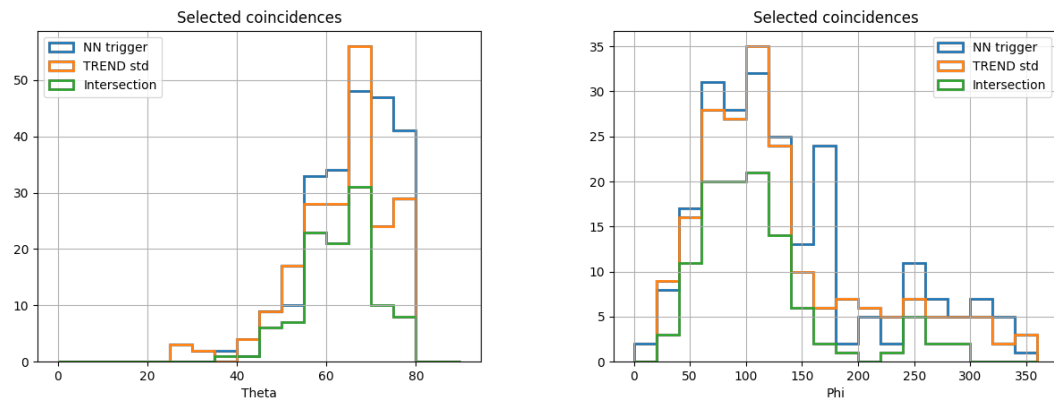 Selected coincidences
NN trigger
TREND std
Intersection
50
40
30
20
10
0
0 20 40 60 80
Theta
Selected coincidences
NN trigger
TREND std
Intersection
35
30
25
20
15
10
5
0
0 50 100 150 200 250 300 350
Phi